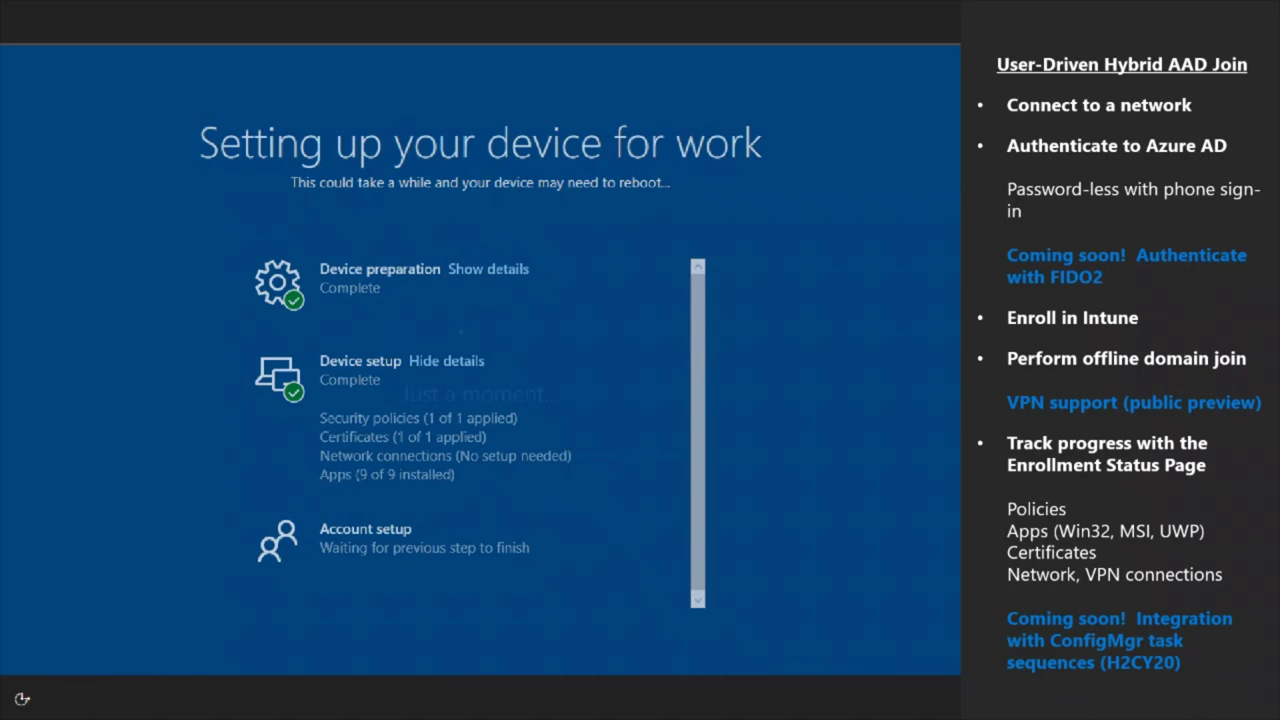 Setting up your device for work
This could take a while and your device may need to reboot...
Device preparation Show details
Complete
Device setup Hide details
Complete
Just a moment...
Security policies (1 of 1 applied)
Certificates (1 of 1 applied)
Network connections (No setup needed)
Apps (9 of 9 installed)
Account setup
Waiting for previous step to finish
User-Driven Hybrid AAD Join
• Connect to a network
• Authenticate to Azure AD
Password-less with phone sign-
in
Coming soon! Authenticate
with FIDO2
• Enroll in Intune
• Perform offline domain join
VPN support (public preview)
• Track progress with the
Enrollment Status Page
Policies
Apps (Win32, MSI, UWP)
Certificates
Network, VPN connections
Coming soon! Integration
with ConfigMgr task
sequences (H2CY20)